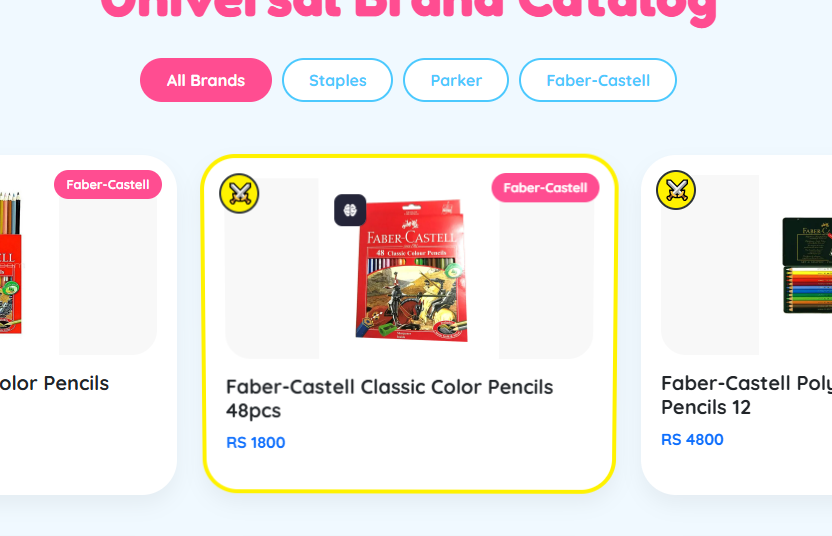 Universal Brand Catalog
All Brands
Staples
Parker
Faber-Castell
Faber-Castell
olor Pencils
Faber-Castell
FABER-CASTELL
48 Classic Colour Pencils
Faber-Castell Classic Color Pencils
48pcs
RS 1800
Faber-Castell Poly
Pencils 12
RS 4800